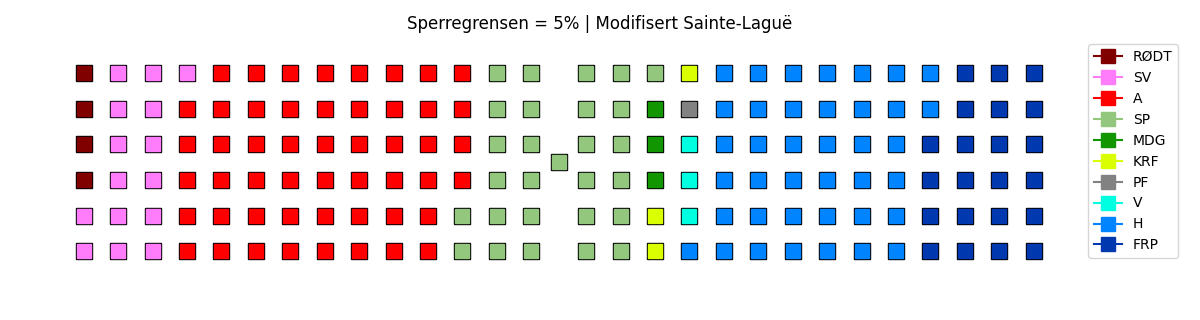 Sperregrensen = 5% | Modifisert Sainte-Laguë
RØDT
SV
A
SP
MDG
KRF
PF
V
H
FRP